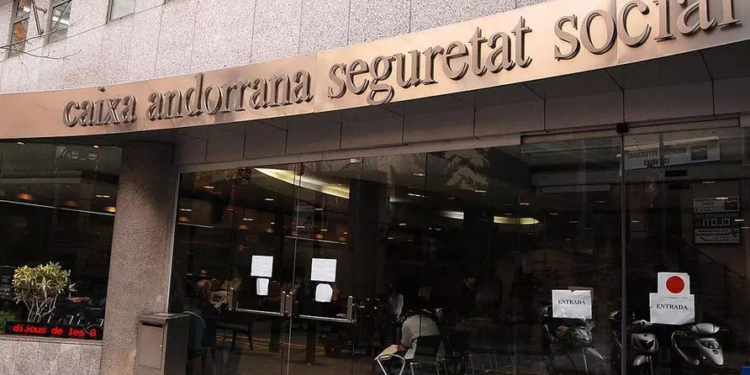 caixa andorrana seguretat social
ENTRADA
ENTRADA
dijous de les 8